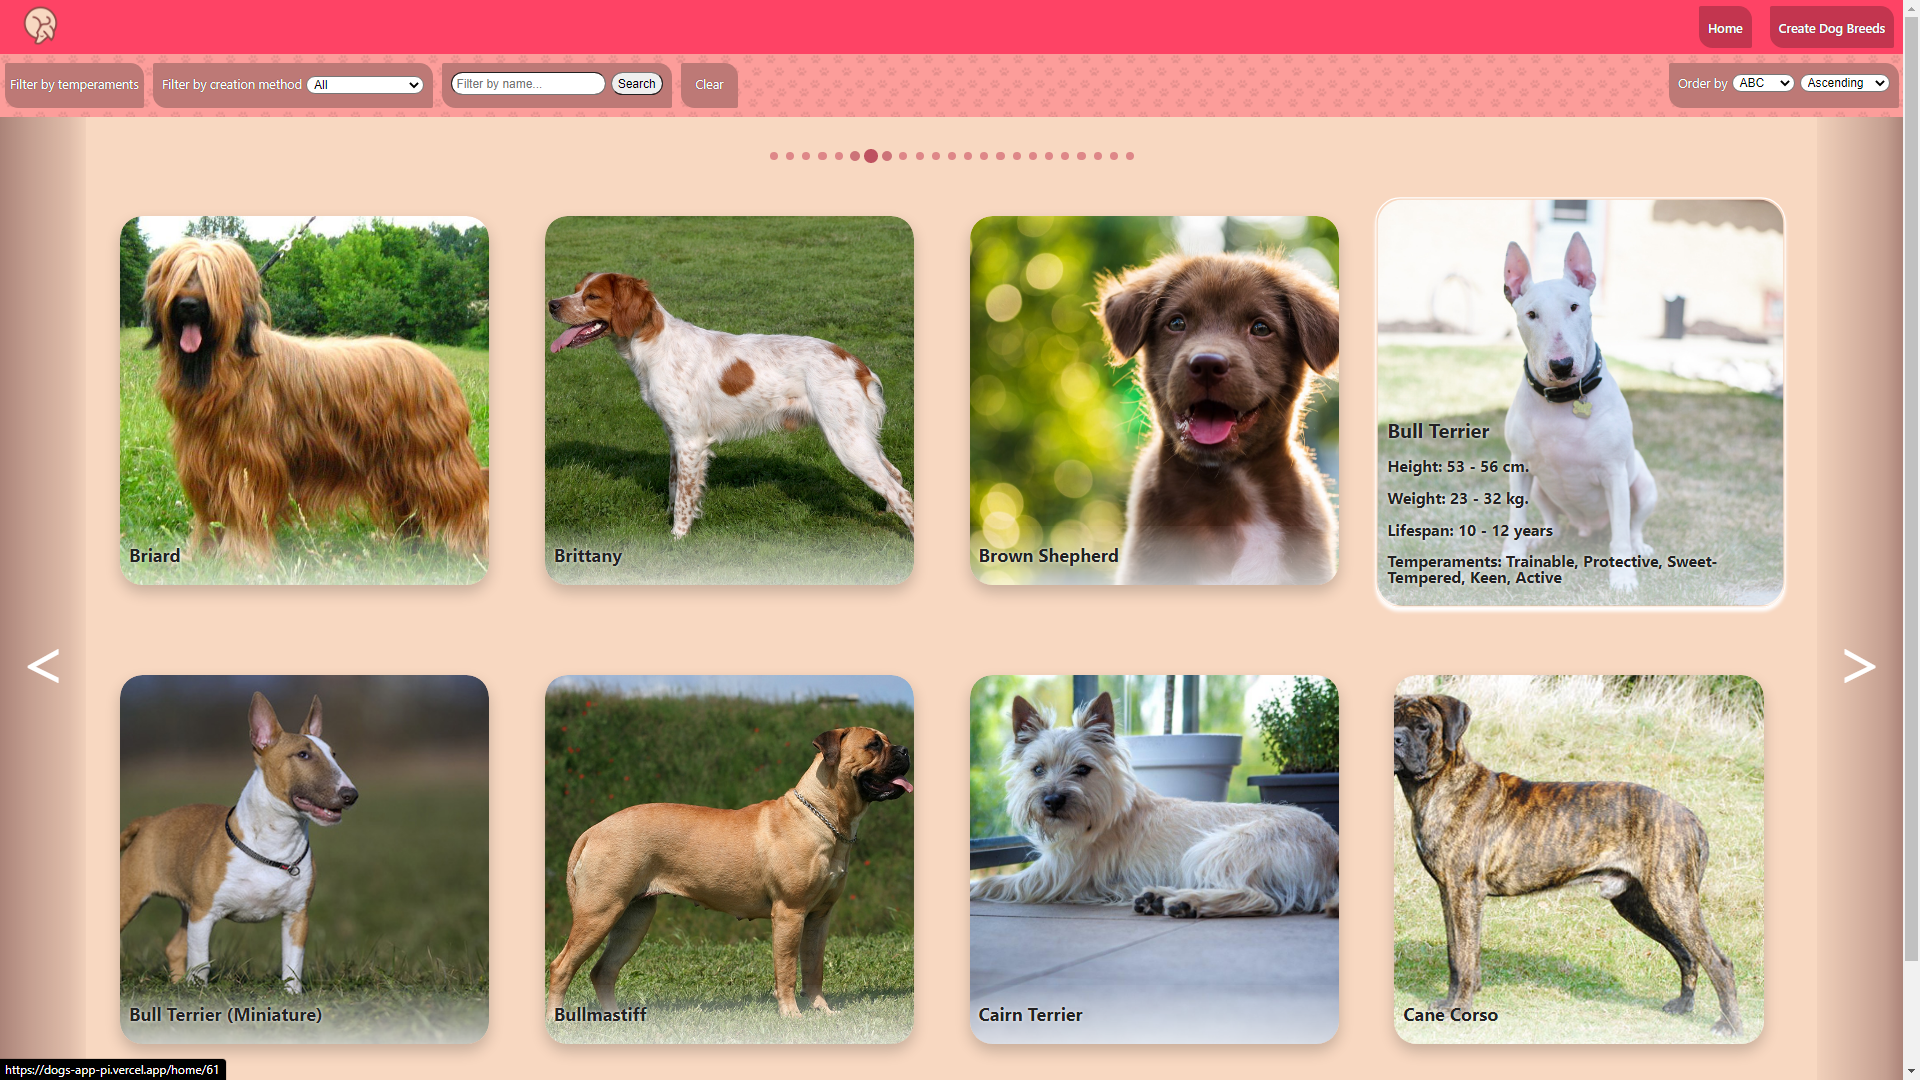 Home
Create Dog Breeds
Filter by temperaments
Filter by creation method All
Filter by name...
Search
Clear
Order by ABC Ascending
Briard
Brittany
Brown Shepherd
Bull Terrier
Height: 53 - 56 cm.
Weight: 23 - 32 kg.
Lifespan: 10 - 12 years
Temperaments: Trainable, Protective, Sweet-
Tempered, Keen, Active
<
>
Bull Terrier (Miniature)
Bullmastiff
Cairn Terrier
Cane Corso
https://dogs-app-pi.vercel.app/home/61